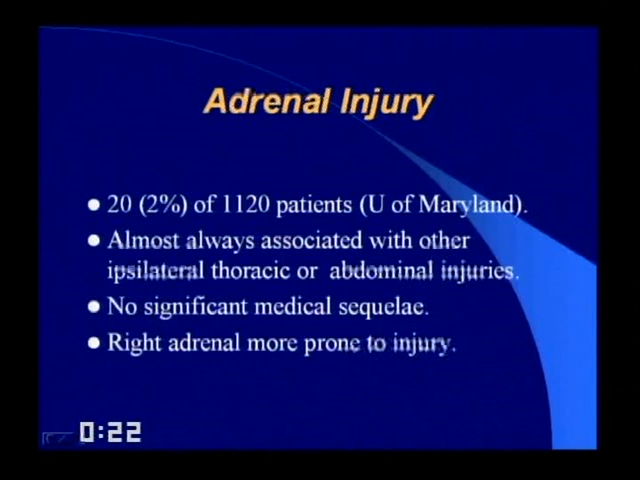 Adrenal Injury
20 (2%) of 1120 patients (U of Maryland).
Almost always associated with other
ipsilateral thoracic or abdominal injuries.
No significant medical sequelae.
Right adrenal more prone to injury.
0:22